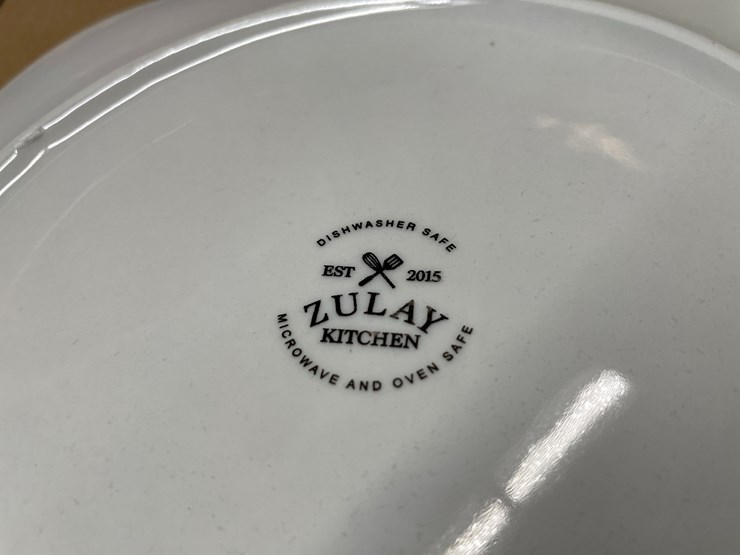 DISHWASHER SAFE
EST 2015
ZULAY
KITCHEN
MICROWAVE AND OVEN SAFE